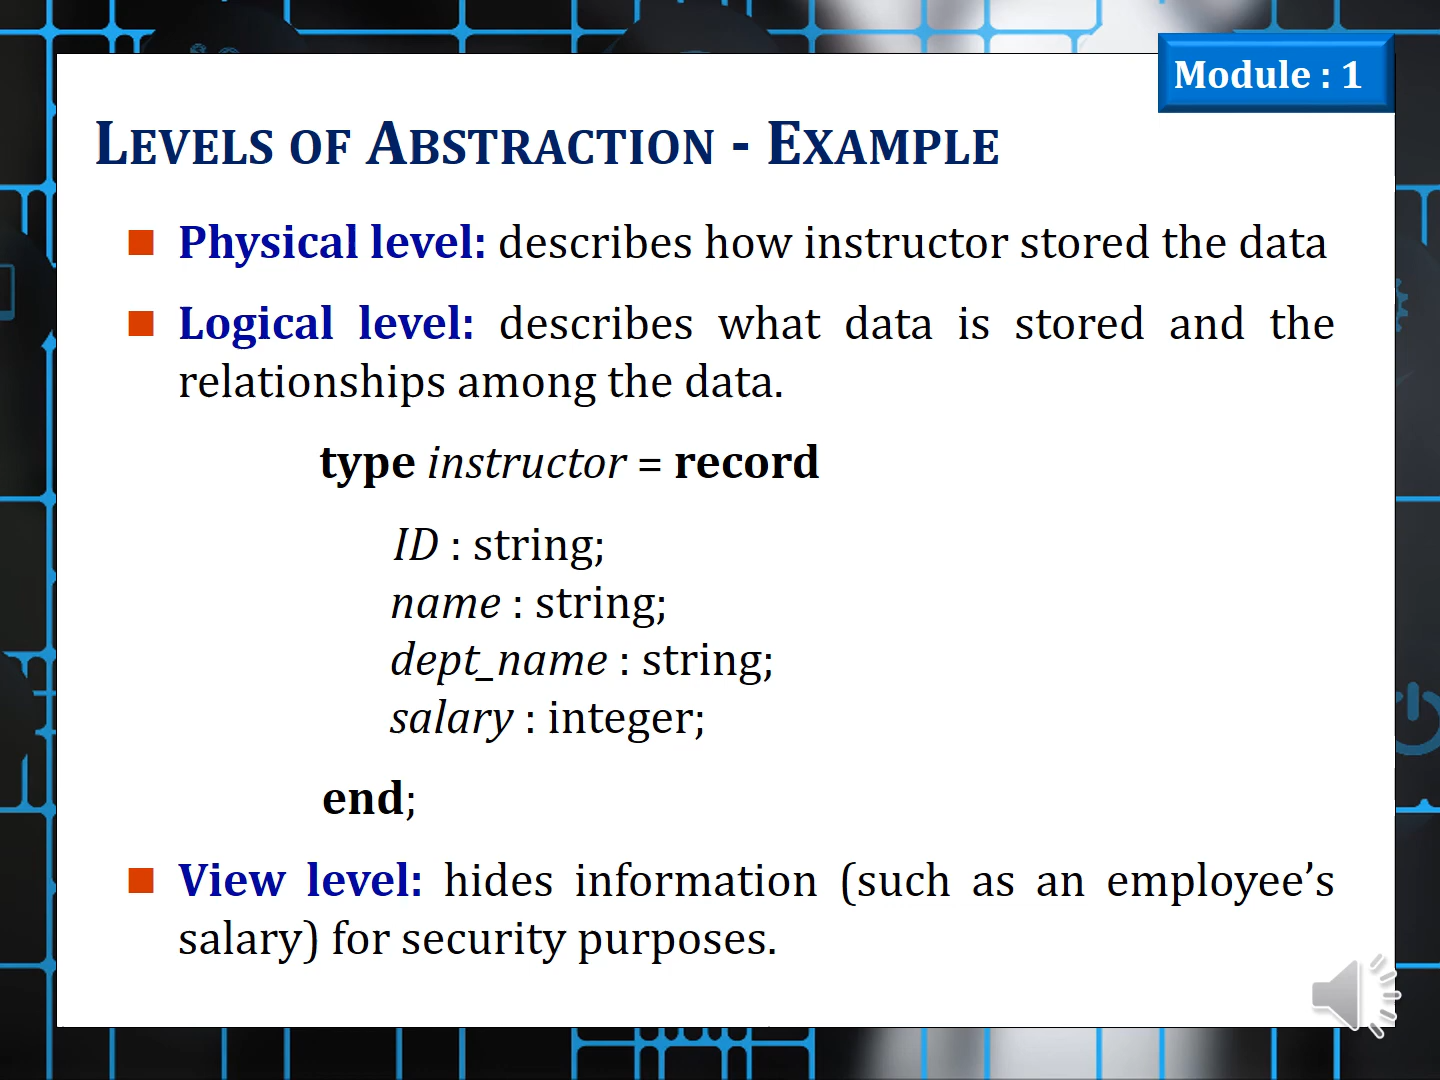 Module : 1
LEVELS OF ABSTRACTION - EXAMPLE
Physical level: describes how instructor stored the data
Logical level: describes what data is stored and the
relationships among the data.
type instructor = record
ID : string;
name : string;
dept_name : string;
salary : integer;
end;
View level: hides information (such as an employee’s
salary) for security purposes.